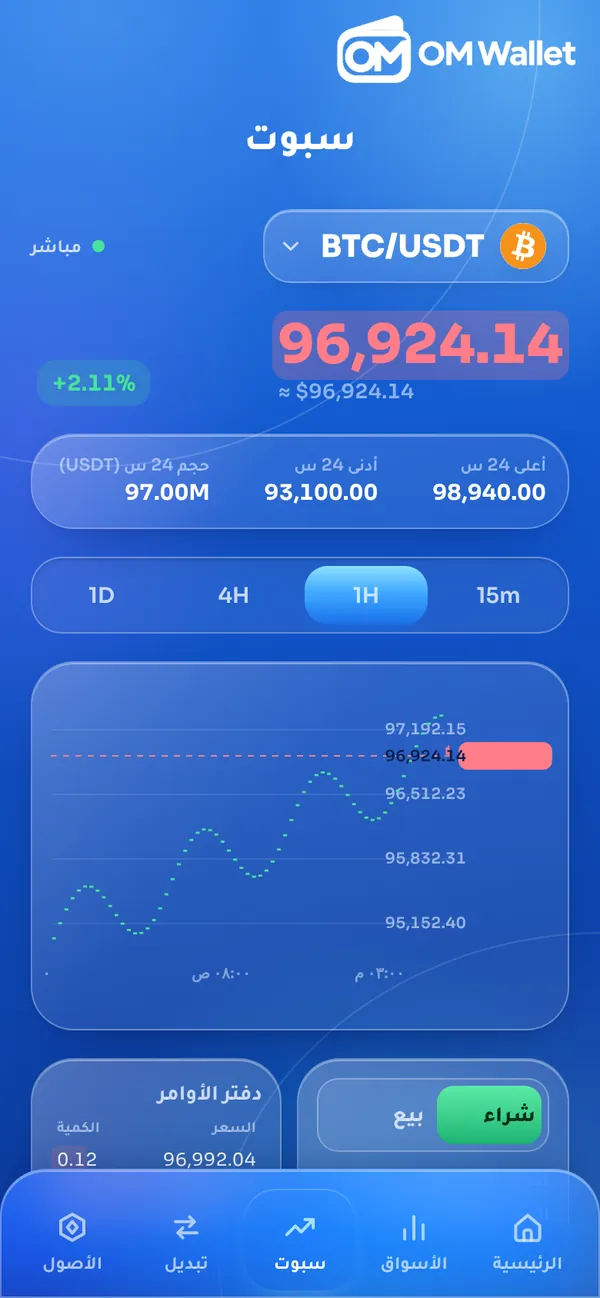 OM OM Wallet
سبوت
BTC/USDT
مباشر
96,924.14
+2.11%
≈ $96,924.14
أعلى 24 س أدنى 24 س حجم 24 س (USDT)
98,940.00 93,100.00 97.00M
15m 1H 4H 1D
97,192.15
96,924.14
96,512.23
95,832.31
95,152.40
٠٨:٠٠ ص ٠٣:٠٠ م
شراء بيع
دفتر الأوامر
السعر الكمية
96,992.04 0.12
الرئيسية الأسواق سبوت تبديل الأصول